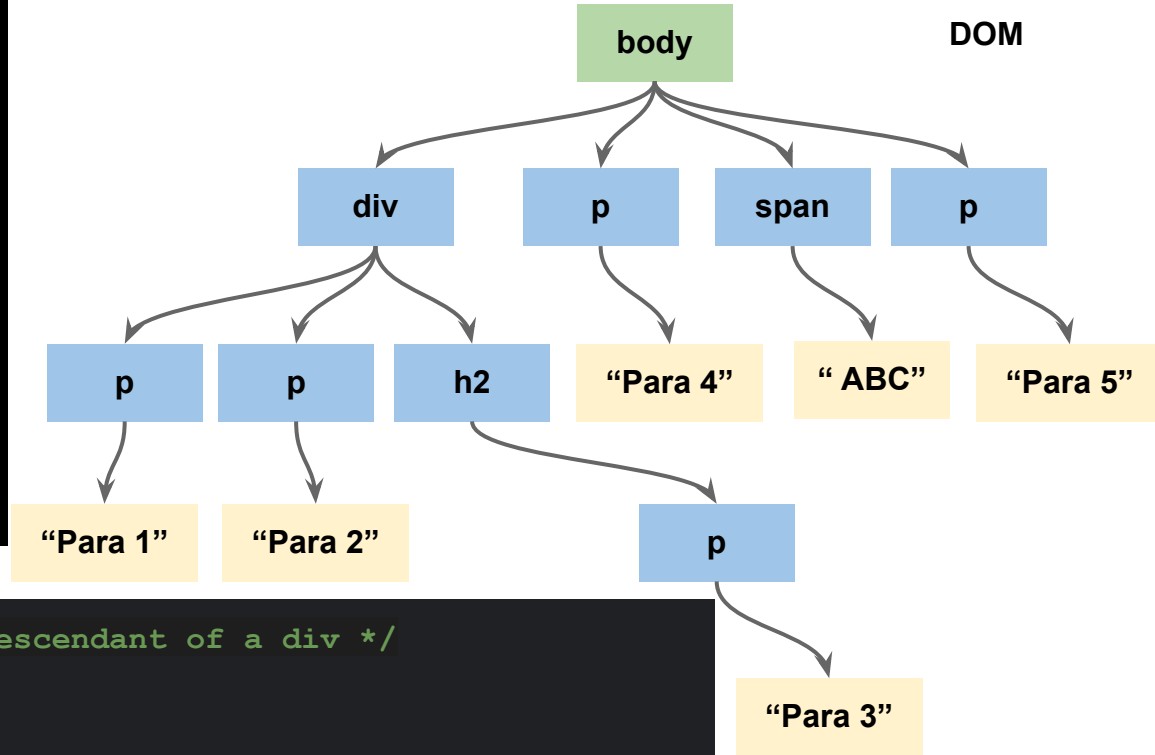 body
DOM
div
p
span
p
p
p
h2
“Para 4”
“ ABC”
“Para 5”
“Para 1”
“Para 2”
p
escendant of a div */
“Para 3”